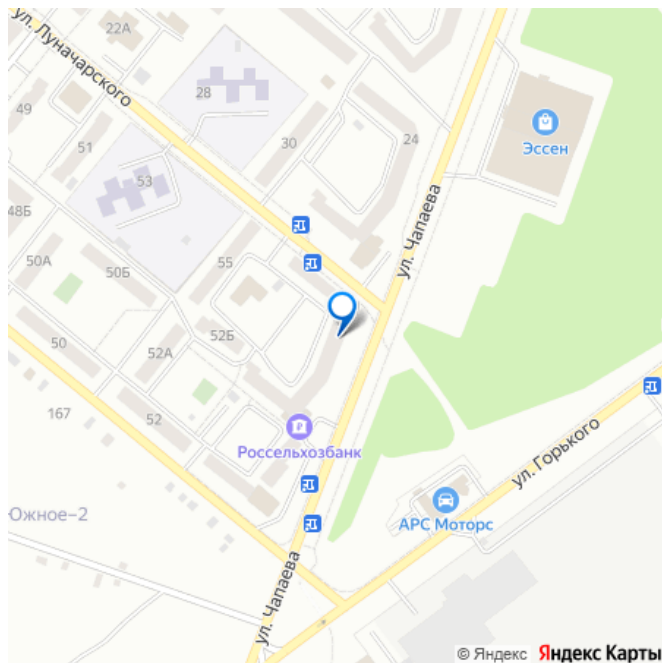 ул. Луначарского
22А
28
49
51
30
24
Эссен
53
48Б
ул. Чапаева
50А
50Б
55
50
52А
52Б
167
52
Россельхозбанк
ул. Горького
Южное-2
АРС Моторс
ул. Чапаева
© Яндекс Яндекс Карты